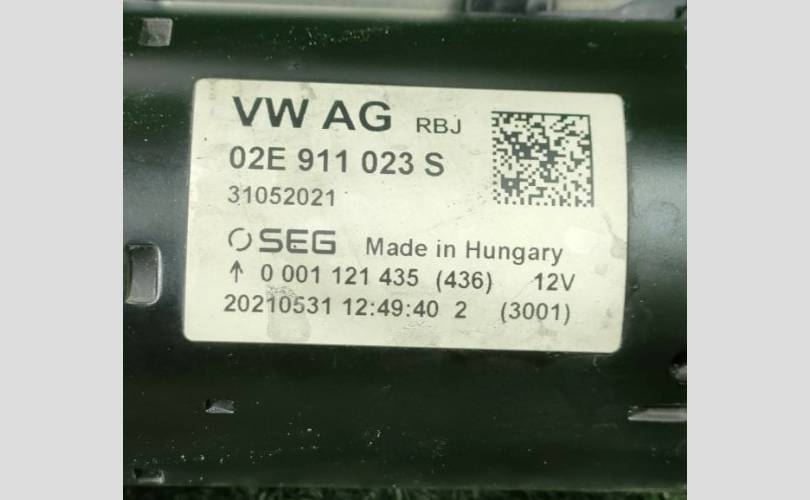 VW AG RBJ
02E 911 023 S
31052021
SEG Made in Hungary
↑ 0 001 121 435 (436) 12V
20210531 12:49:40 2 (3001)